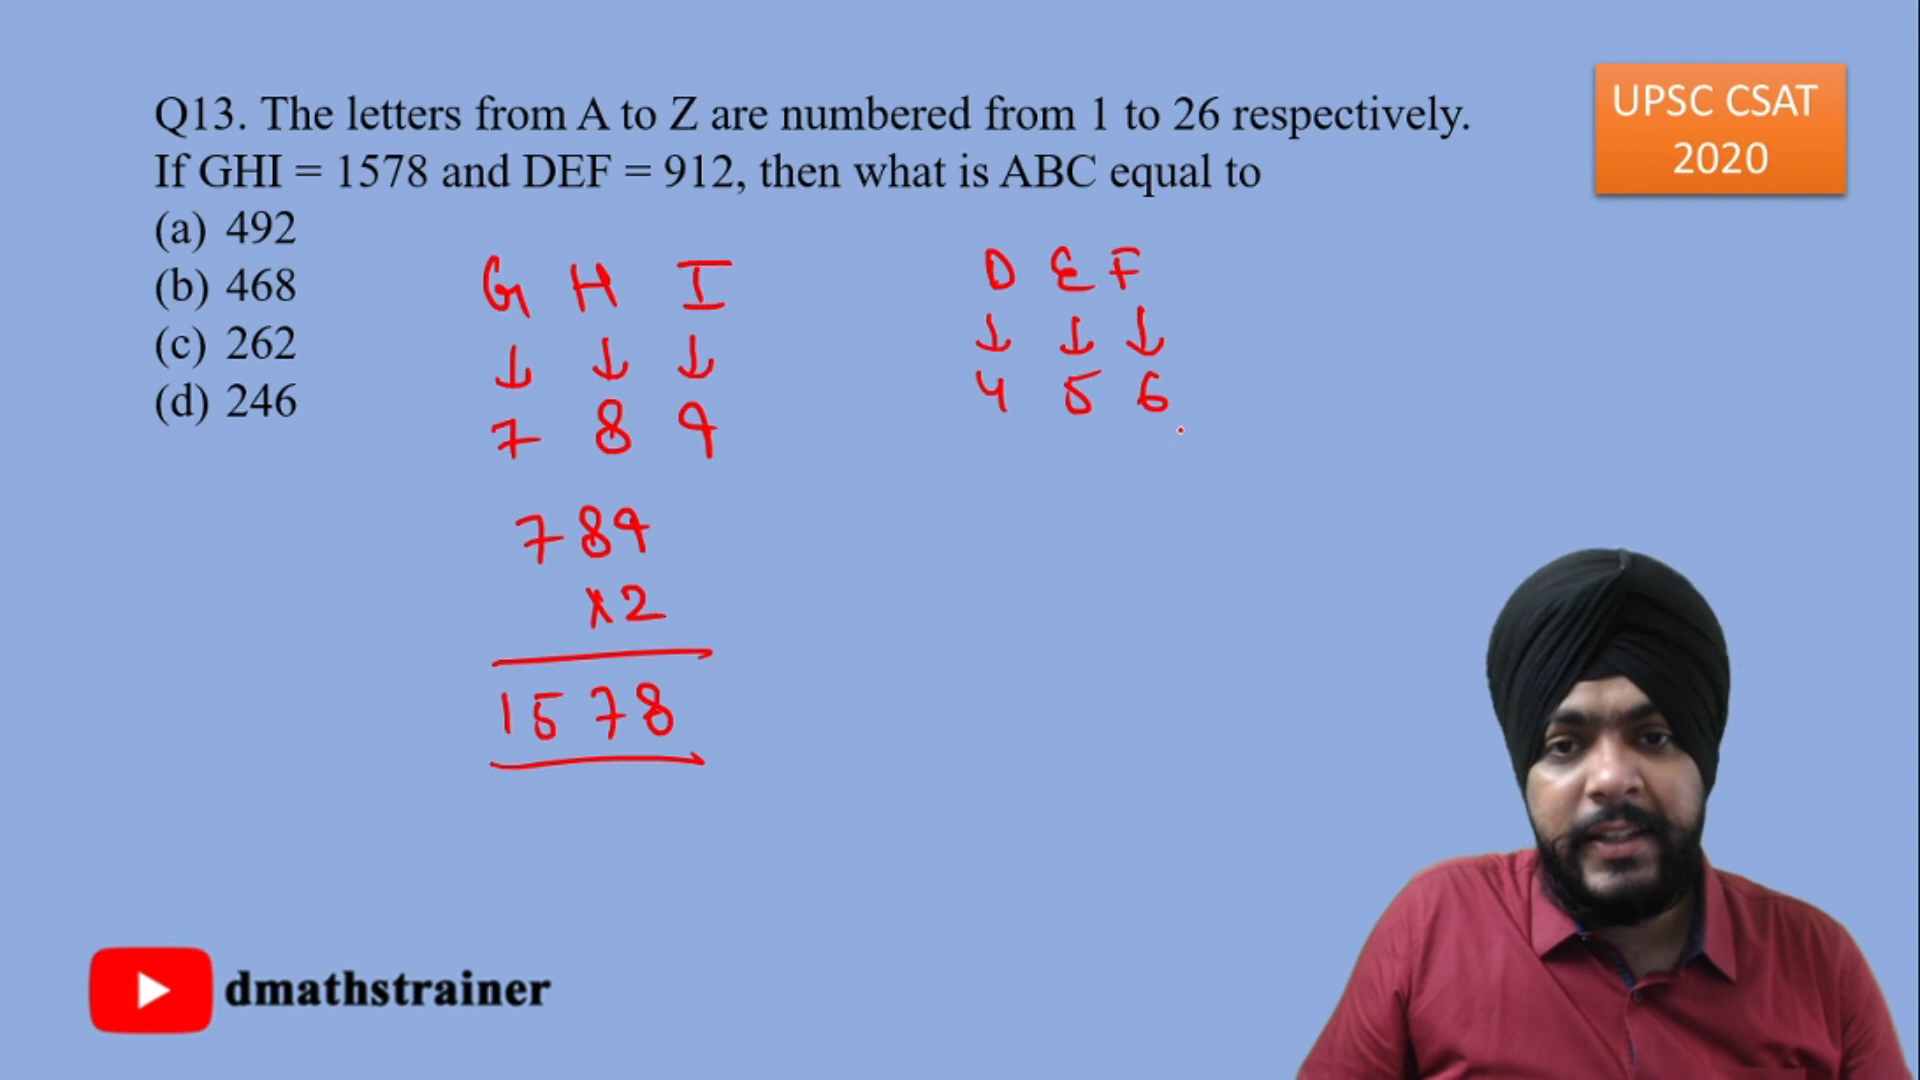 Q13. The letters from A to Z are numbered from 1 to 26 respectively.
If GHI = 1578 and DEF = 912, then what is ABC equal to
(a) 492
(b) 468
(c) 262
(d) 246
UPSC CSAT
2020
G H I
↓ ↓ ↓
7 8 9
789
×2
1578
D E F
↓ ↓ ↓
4 5 6
dmathstrainer